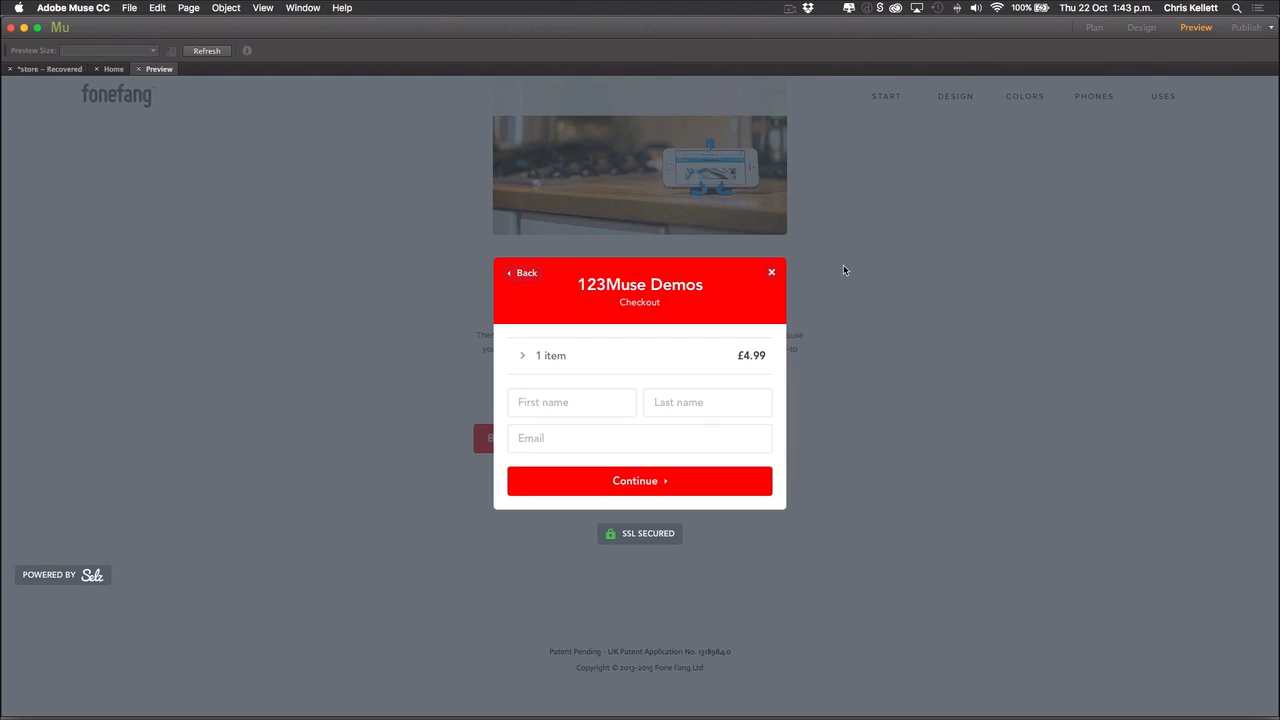 Adobe Muse CC File Edit Page Object View Window Help 100% Thu 22 Oct 1:43 p.m. Chris Kellett
Mu Plan Design Preview Publish
Preview Size: Refresh
*store – Recovered Home Preview
fonefang START DESIGN COLORS PHONES USES
Back
123Muse Demos
Checkout
1 item £4.99
First name Last name
Email
Continue
SSL SECURED
POWERED BY Selz
Patent Pending - UK Patent Application No. 1318984.0
Copyright © 2013-2015 Fone Fang Ltd